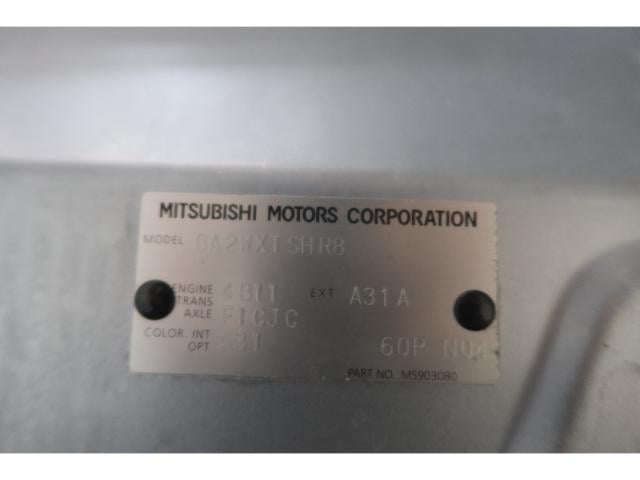 MITSUBISHI MOTORS CORPORATION
MODEL GA2WXTSHR8
ENGINE 4B11 EXT A31A
TRANS
AXLE F1CJC
COLOR. INT
OPT 60P N04
PART NO. MS903080